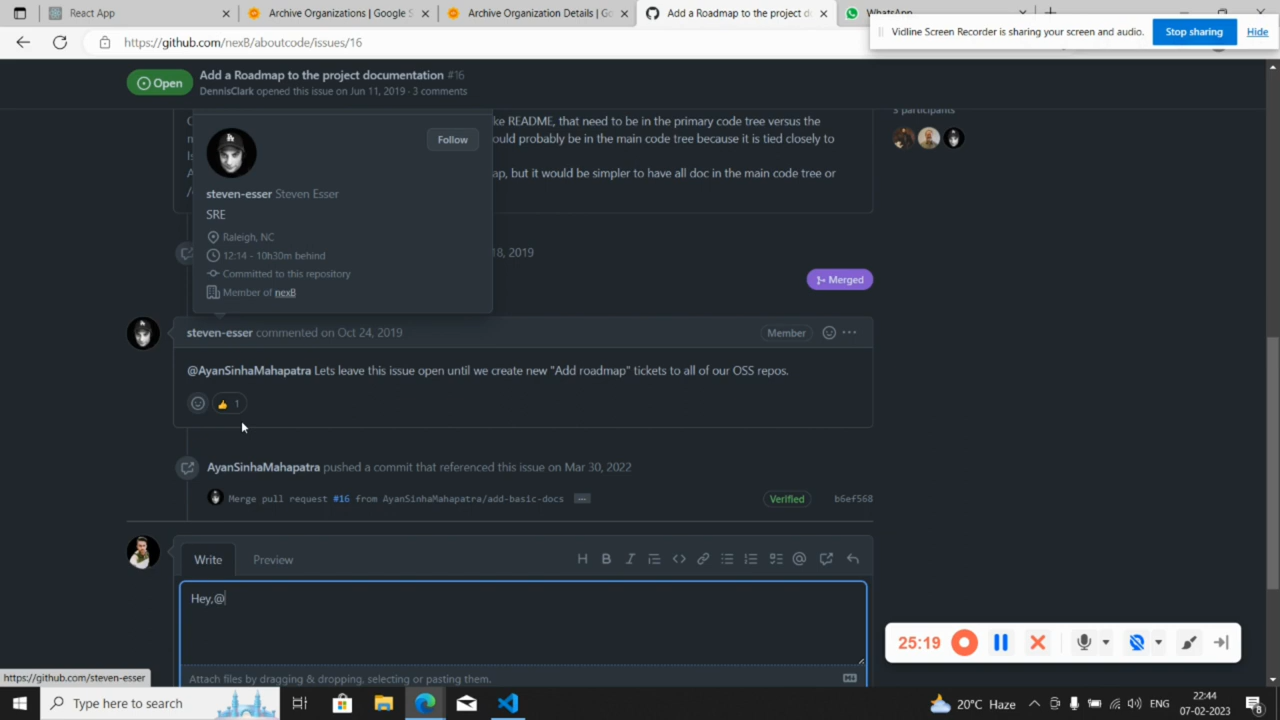 React App
Archive Organizations | Google S
Archive Organization Details | Go
Add a Roadmap to the project d
WhatsApp
Vidline Screen Recorder is sharing your screen and audio.
Stop sharing
Hide
https://github.com/nexB/aboutcode/issues/16
Open
Add a Roadmap to the project documentation #16
DennisClark opened this issue on Jun 11, 2019 · 3 comments
3 participants
ke README, that need to be in the primary code tree versus the
ould probably be in the main code tree because it is tied closely to
ap, but it would be simpler to have all doc in the main code tree or
Follow
steven-esser Steven Esser
SRE
Raleigh, NC
12:14 - 10h30m behind
Committed to this repository
Member of nexB
18, 2019
Merged
steven-esser commented on Oct 24, 2019
Member
@AyanSinhaMahapatra Lets leave this issue open until we create new "Add roadmap" tickets to all of our OSS repos.
1
AyanSinhaMahapatra pushed a commit that referenced this issue on Mar 30, 2022
Merge pull request #16 from AyanSinhaMahapatra/add-basic-docs ...
Verified
b6ef568
Write
Preview
Hey,@
Attach files by dragging & dropping, selecting or pasting them.
25:19
https://github.com/steven-esser
Type here to search
20°C Haze
ENG
22:44
07-02-2023
8